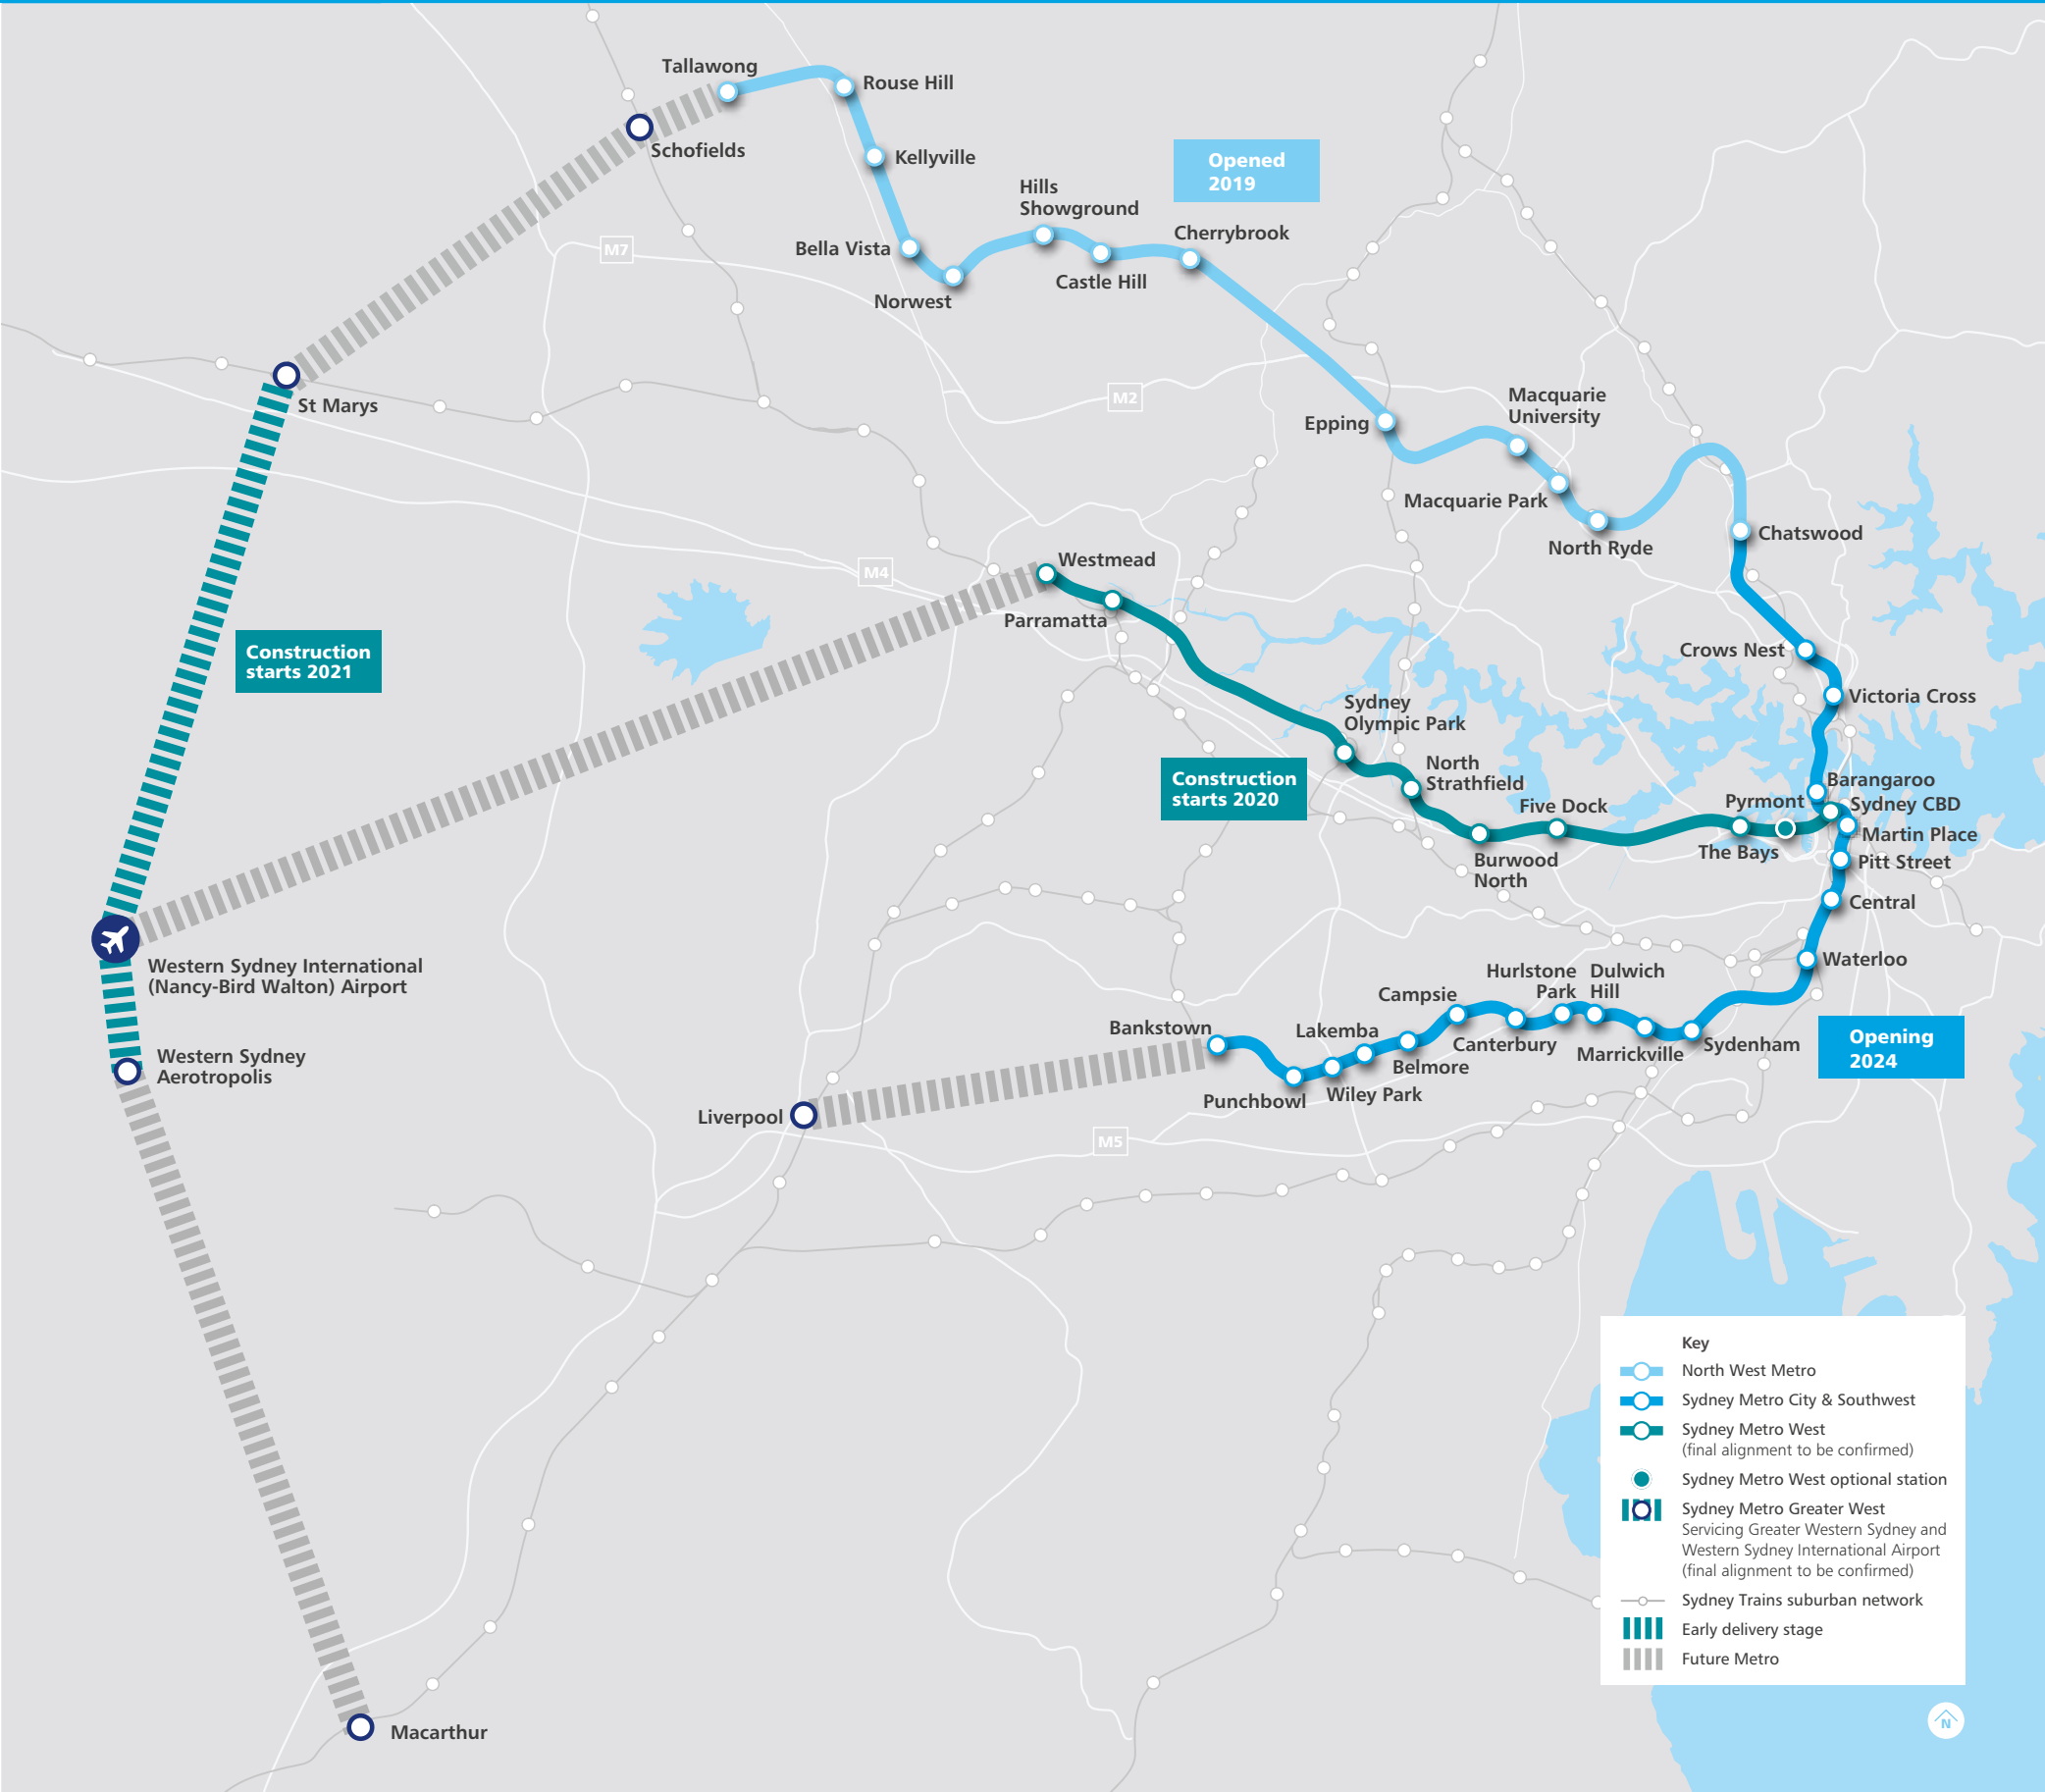 Tallawong
Rouse Hill
Schofields
Kellyville
Opened
2019
Hills
Showground
Cherrybrook
Bella Vista
M7
Castle Hill
Norwest
St Marys
M2
Macquarie
University
Epping
Macquarie Park
North Ryde
Chatswood
Westmead
M4
Parramatta
Construction
starts 2021
Crows Nest
Victoria Cross
Sydney
Olympic Park
North
Strathfield
Construction
starts 2020
Five Dock
Barangaroo
Pyrmont
Sydney CBD
Martin Place
The Bays
Pitt Street
Burwood
North
Central
Western Sydney International
(Nancy-Bird Walton) Airport
Waterloo
Hurlstone
Park
Dulwich
Hill
Campsie
Bankstown
Lakemba
Canterbury
Marrickville
Sydenham
Opening
2024
Western Sydney
Aerotropolis
Belmore
Punchbowl
Wiley Park
Liverpool
M5
Macarthur
Key
North West Metro
Sydney Metro City & Southwest
Sydney Metro West
(final alignment to be confirmed)
Sydney Metro West optional station
Sydney Metro Greater West
Servicing Greater Western Sydney and
Western Sydney International Airport
(final alignment to be confirmed)
Sydney Trains suburban network
Early delivery stage
Future Metro
N